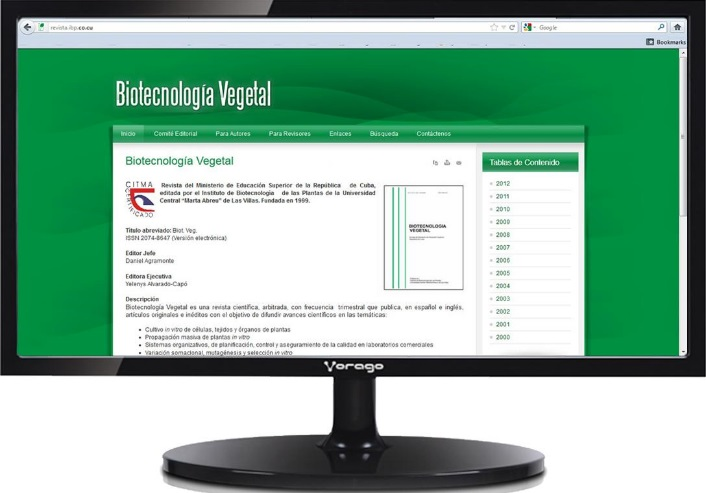 revista.ibp.co.cu
Google
Bookmarks
Biotecnología Vegetal
Inicio Comité Editorial Para Autores Para Revisores Enlaces Búsqueda Contáctenos
Biotecnología Vegetal
CITMA
CERTIFICADO
Revista del Ministerio de Educación Superior de la República de Cuba,
editada por el Instituto de Biotecnología de las Plantas de la Universidad
Central "Marta Abreu" de Las Villas. Fundada en 1999.
BIOTECNOLOGIA
VEGETAL
Título abreviado: Biot. Veg.
ISSN 2074-8647 (Versión electrónica)
Editor Jefe
Daniel Agramonte
Editora Ejecutiva
Yelenys Alvarado-Capó
Descripción
Biotecnología Vegetal es una revista científica, arbitrada, con frecuencia trimestral que publica, en español e inglés,
artículos originales e inéditos con el objetivo de difundir avances científicos en las temáticas:
Cultivo in vitro de células, tejidos y órganos de plantas
Propagación masiva de plantas in vitro
Sistemas organizativos, de planificación, control y aseguramiento de la calidad en laboratorios comerciales
Variación somaclonal, mutagénesis y selección in vitro
Tablas de Contenido
2012
2011
2010
2009
2008
2007
2006
2005
2004
2003
2002
2001
2000
Vorago